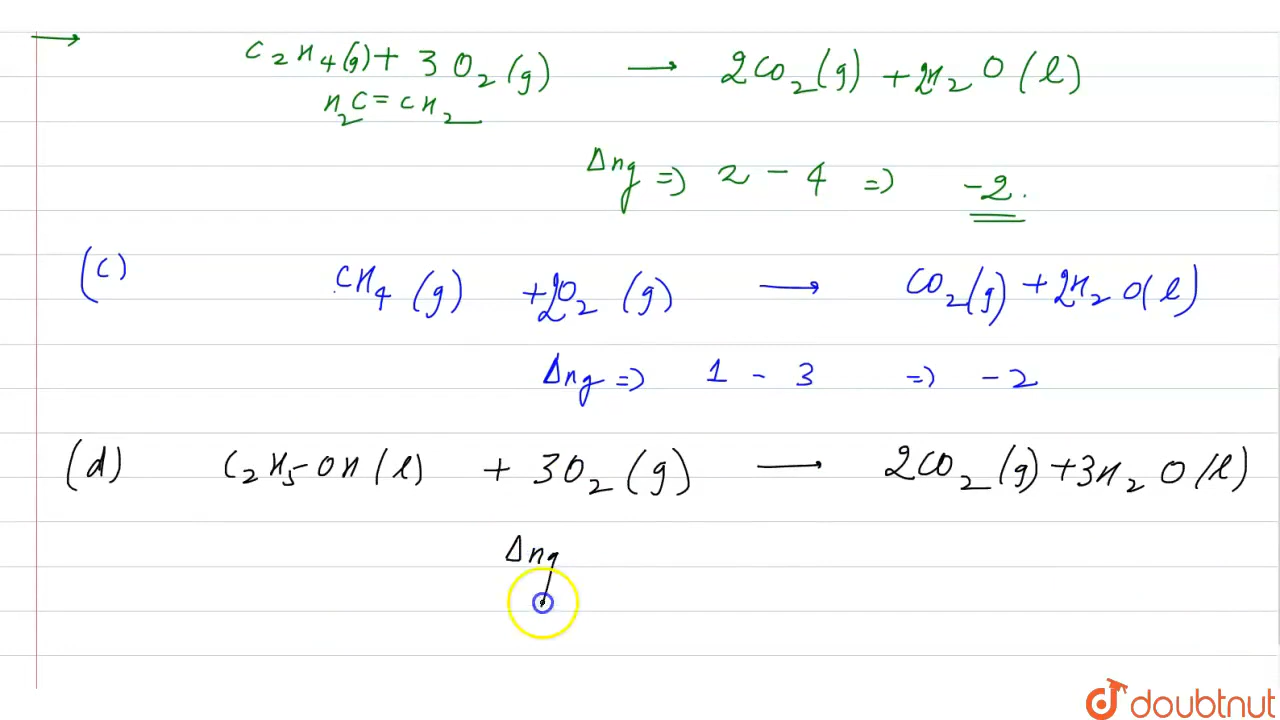 → C2H4(g) + 3O2(g) → 2CO2(g) + 2H2O(l)
H2C=CH2
Δng ⇒ 2 - 4 ⇒ -2.
(c) CH4(g) + 2O2(g) → CO2(g) + 2H2O(l)
Δng ⇒ 1 - 3 ⇒ -2
(d) C2H5-OH(l) + 3O2(g) → 2CO2(g) + 3H2O(l)
Δng
doubtnut